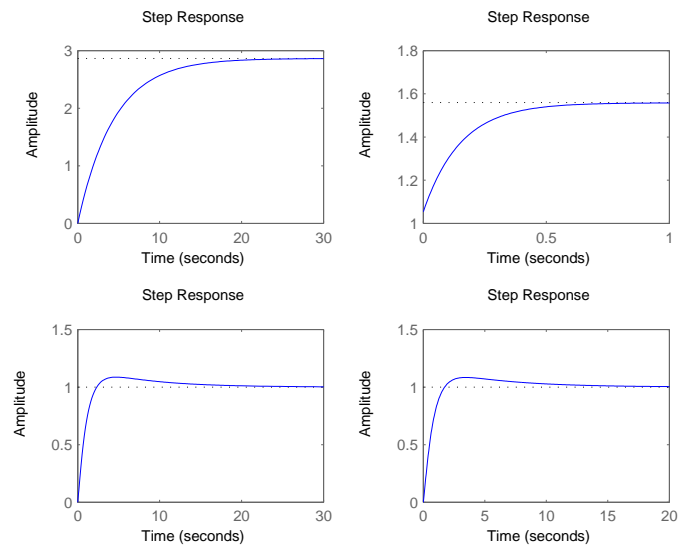 Step Response
3
2
1
0
Amplitude
0 10 20 30
Time (seconds)
Step Response
1.8
1.6
1.4
1.2
1
Amplitude
0 0.5 1
Time (seconds)
Step Response
1.5
1
0.5
0
Amplitude
0 10 20 30
Time (seconds)
Step Response
1.5
1
0.5
0
Amplitude
0 5 10 15 20
Time (seconds)